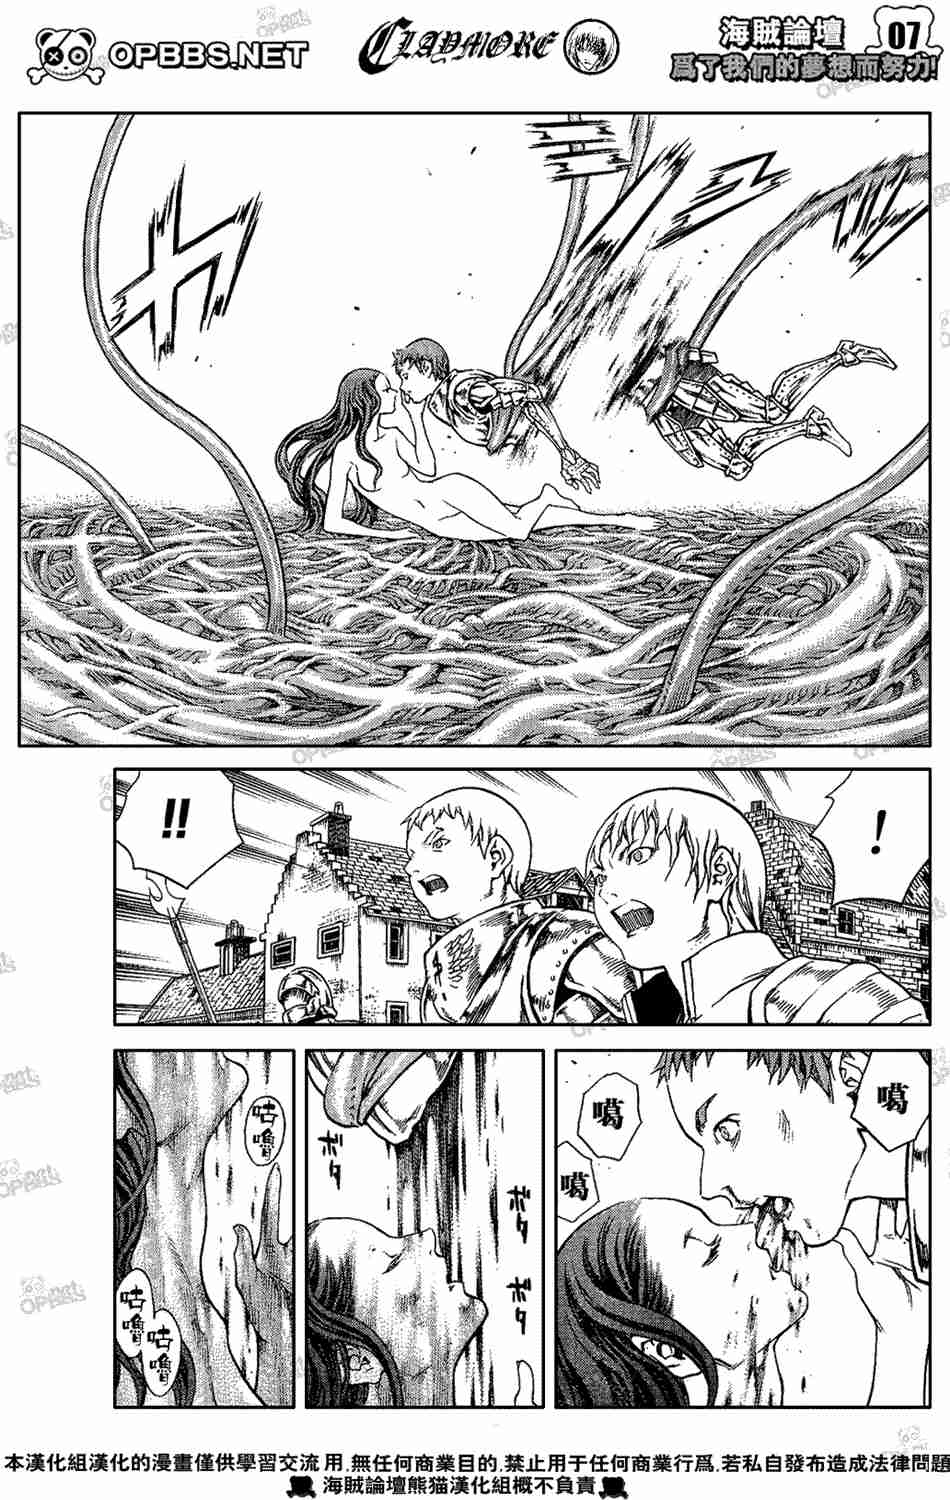 OPBBS.NET
CLAYMORE
海賊論壇
爲了我們的夢想而努力!
07
!
!!
噶
噶
噶
ボタ
ボタ
ボタ
咕嚕
咕嚕
咕嚕
本漢化組漢化的漫畫僅供學習交流用.無任何商業目的.禁止用于任何商業行爲.若私自發布造成法律問題
海賊論壇熊猫漢化組概不負責